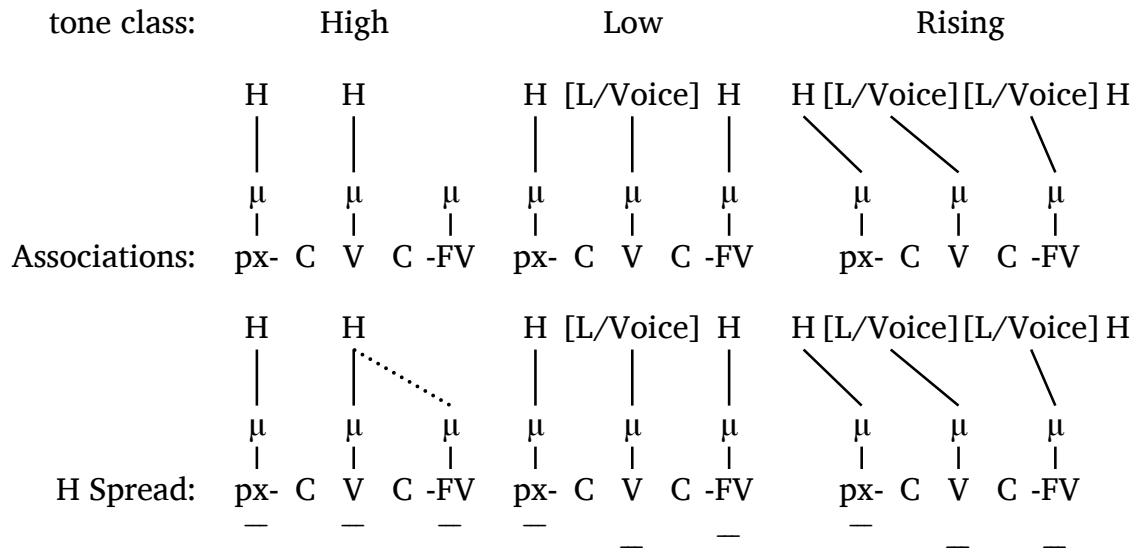 tone class: High Low Rising
H H H [L/Voice] H H [L/Voice] [L/Voice] H
μ μ μ μ μ μ μ μ μ
Associations: px- C V C -FV px- C V C -FV px- C V C -FV
H H H [L/Voice] H H [L/Voice] [L/Voice] H
μ μ μ μ μ μ μ μ μ
H Spread: px- C V C -FV px- C V C -FV px- C V C -FV